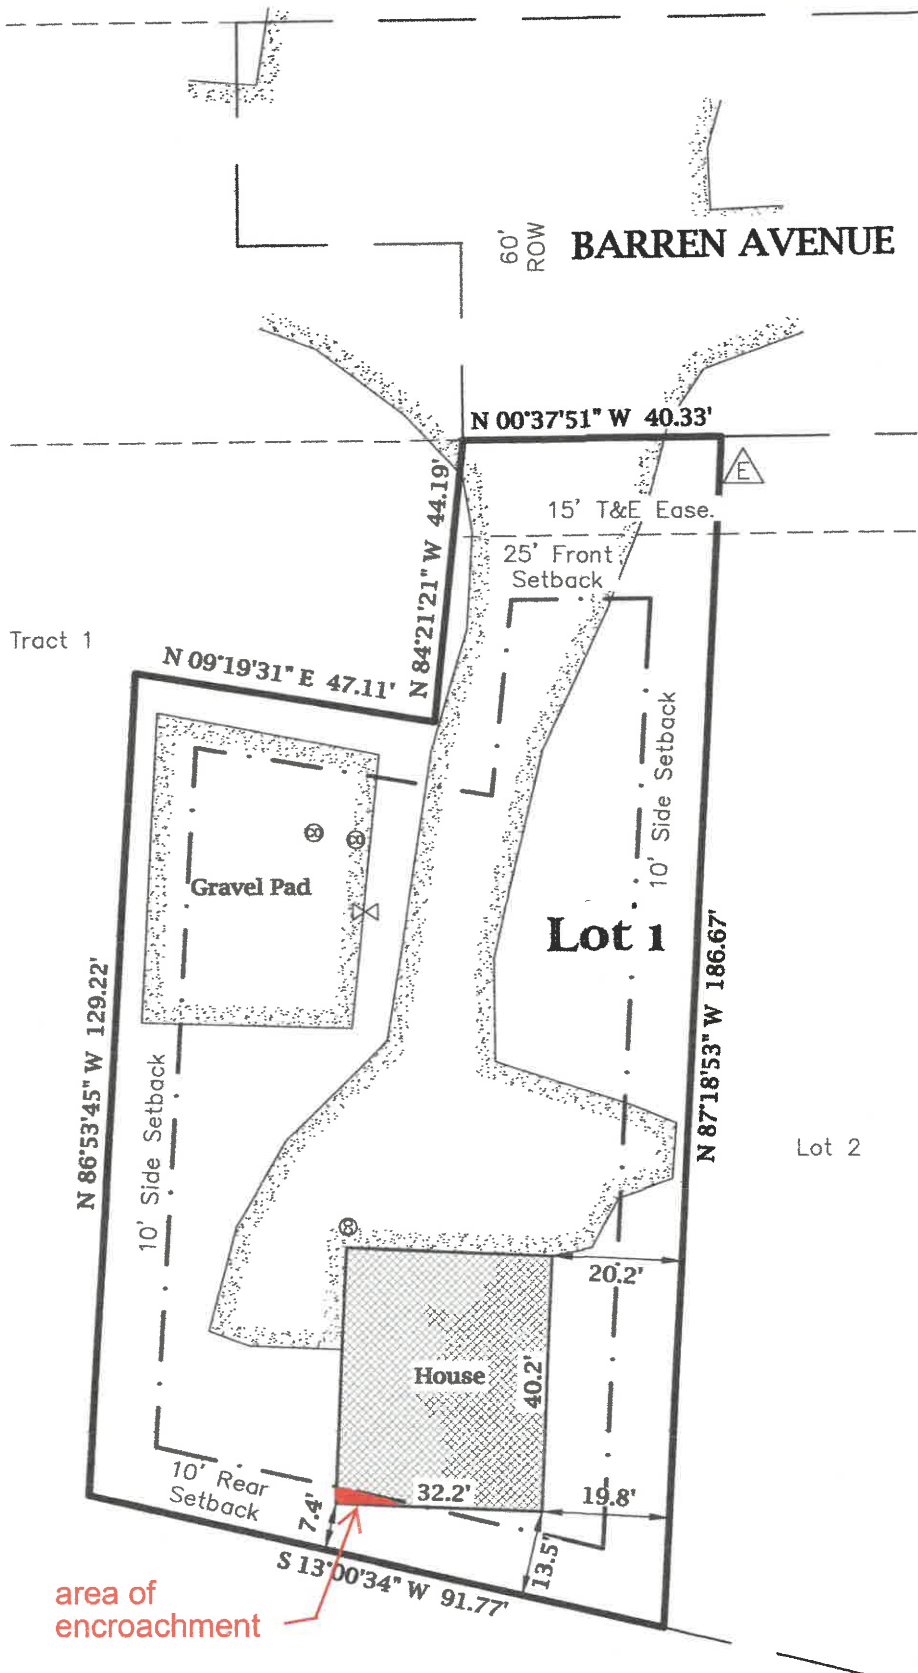 60'
ROW
BARREN AVENUE
N 00°37'51" W 40.33'
E
15' T&E Ease.
25' Front
Setback
N 84°21'21" W 44.19'
Tract 1
N 09°19'31" E 47.11'
10' Side Setback
CO
CO
Gravel Pad
Lot 1
N 87°18'53" W 186.67'
N 86°53'45" W 129.22'
10' Side Setback
Lot 2
20.2'
House
40.2'
10' Rear
Setback
32.2'
19.8'
7.4'
13.5'
S 13°00'34" W 91.77'
area of
encroachment